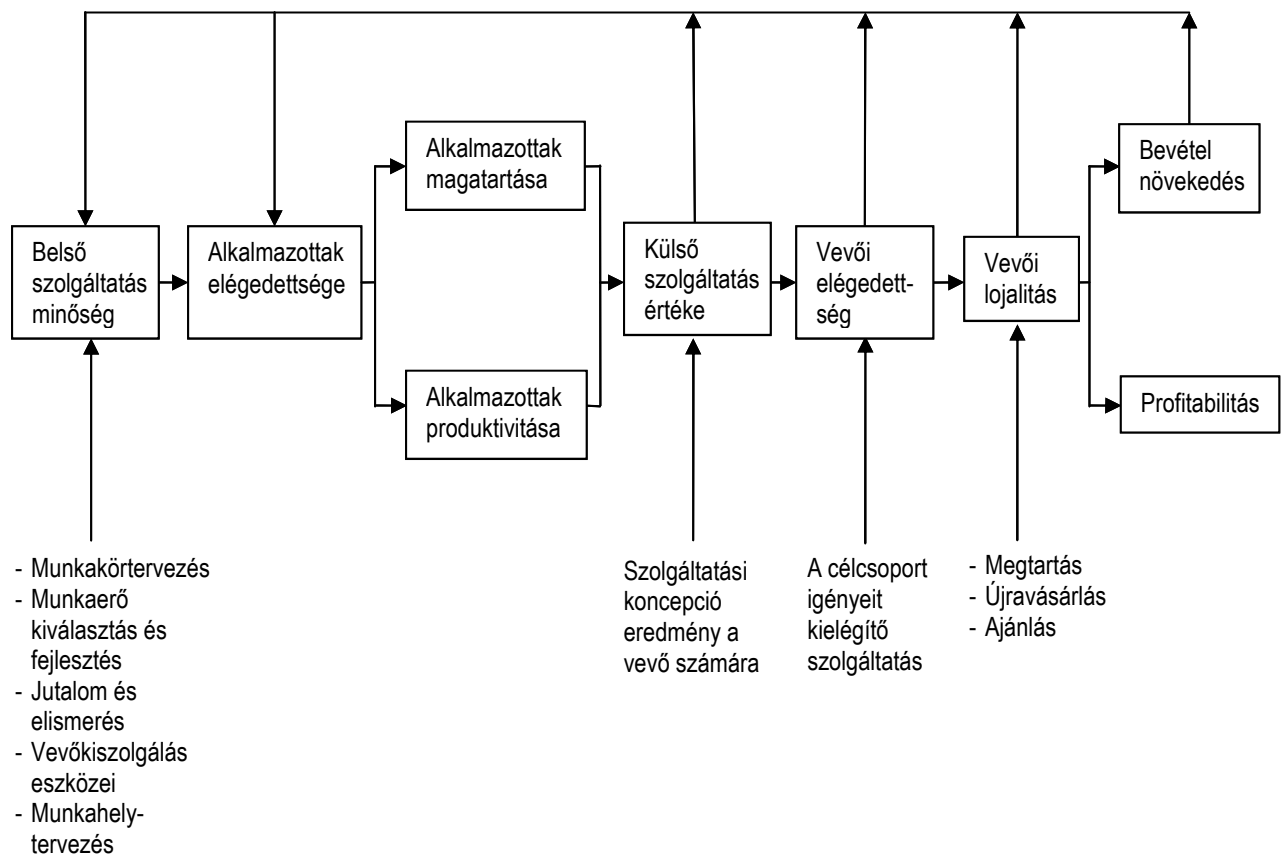 Alkalmazottak
magatartása
Bevétel
növekedés
Belső
szolgáltatás
minőség
Alkalmazottak
elégedettsége
Külső
szolgáltatás
értéke
Vevői
elégedett-
ség
Vevői
lojalitás
Alkalmazottak
produktivitása
Profitabilitás
- Munkakörtervezés
- Munkaerő
kiválasztás és
fejlesztés
- Jutalom és
elismerés
- Vevőkiszolgálás
eszközei
- Munkahely-
tervezés
Szolgáltatási
koncepció
eredmény a
vevő számára
A célcsoport
igényeit
kielégítő
szolgáltatás
- Megtartás
- Újravásárlás
- Ajánlás